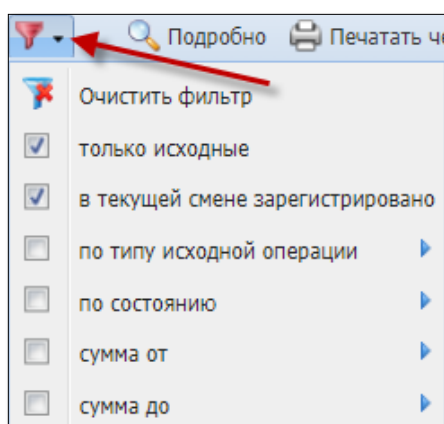 Подробно Печатать че
Очистить фильтр
только исходные
в текущей смене зарегистрировано
по типу исходной операции
по состоянию
сумма от
сумма до